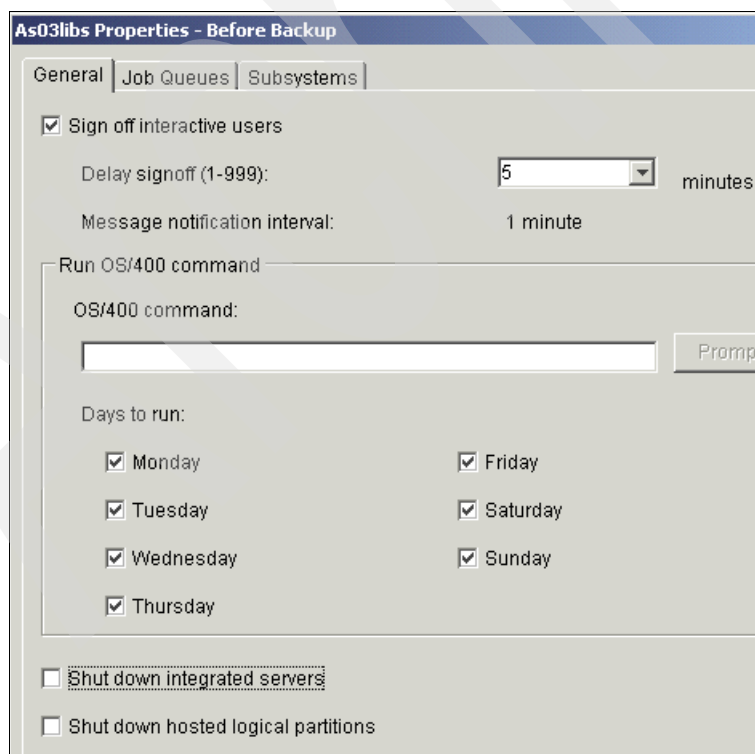 As03libs Properties - Before Backup
General Job Queues Subsystems
Sign off interactive users
Delay signoff (1-999): 5 minutes
Message notification interval: 1 minute
Run OS/400 command
OS/400 command:
Promp
Days to run:
Monday Friday
Tuesday Saturday
Wednesday Sunday
Thursday
Shut down integrated servers
Shut down hosted logical partitions